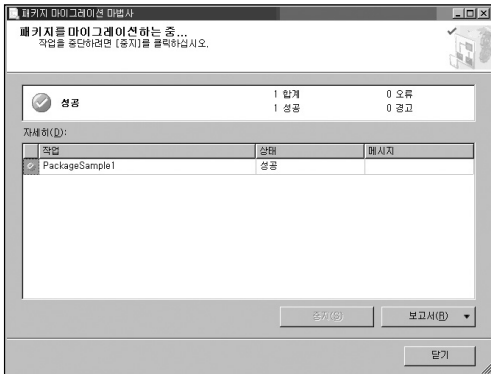 패키지 마이그레이션 마법사
패키지를 마이그레이션하는 중...
작업을 중단하려면 [중지]를 클릭하십시오.
성공
1 합계
0 오류
1 성공
0 경고
자세히(D):
작업
상태
메시지
PackageSample1
성공
중지(S)
보고서(R)
닫기